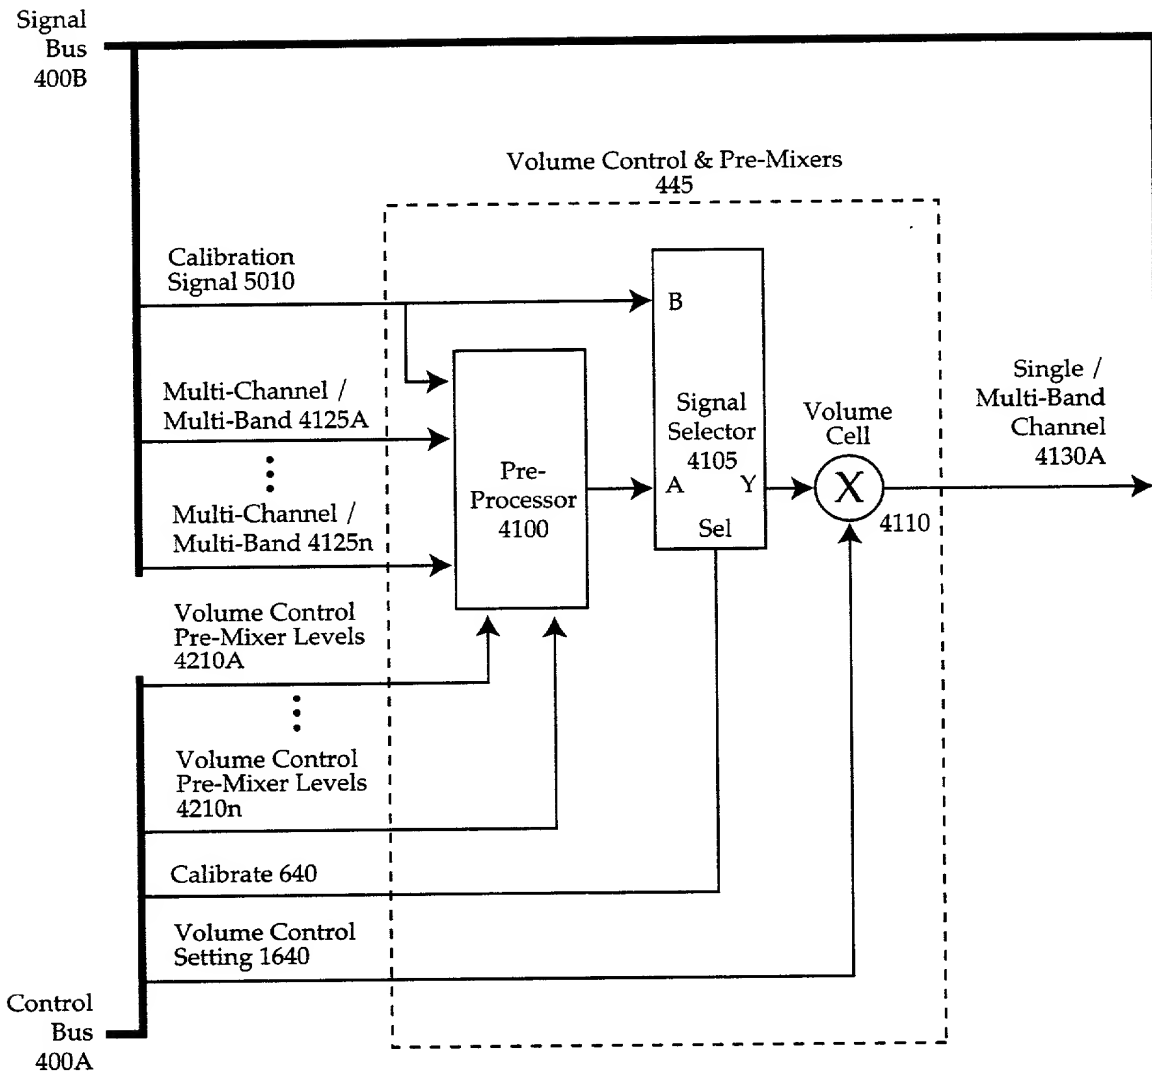 Signal
Bus
400B
Volume Control & Pre-Mixers
445
Calibration
Signal 5010
B
Multi-Channel /
Multi-Band 4125A
Multi-Channel /
Multi-Band 4125n
Pre-
Processor
4100
Signal
Selector
4105
A
Y
Sel
Volume
Cell
X
4110
Single /
Multi-Band
Channel
4130A
Volume Control
Pre-Mixer Levels
4210A
Volume Control
Pre-Mixer Levels
4210n
Calibrate 640
Volume Control
Setting 1640
Control
Bus
400A